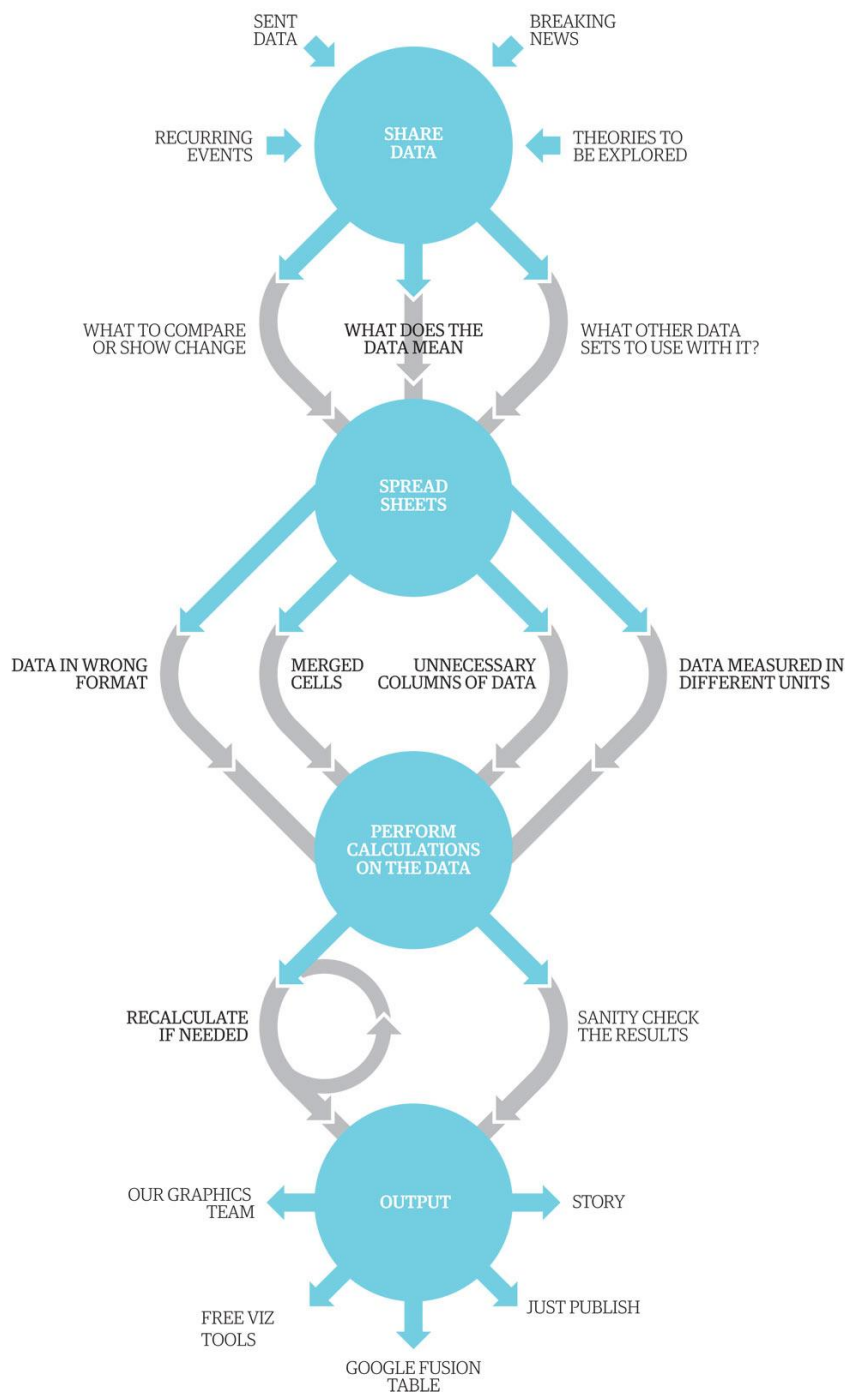 SENT
DATA
BREAKING
NEWS
RECURRING
EVENTS
SHARE
DATA
THEORIES TO
BE EXPLORED
WHAT TO COMPARE
OR SHOW CHANGE
WHAT DOES THE
DATA MEAN
WHAT OTHER DATA
SETS TO USE WITH IT?
SPREAD
SHEETS
DATA IN WRONG
FORMAT
MERGED
CELLS
UNNECESSARY
COLUMNS OF DATA
DATA MEASURED IN
DIFFERENT UNITS
PERFORM
CALCULATIONS
ON THE DATA
RECALCULATE
IF NEEDED
SANITY CHECK
THE RESULTS
OUR GRAPHICS
TEAM
OUTPUT
STORY
FREE VIZ
TOOLS
JUST PUBLISH
GOOGLE FUSION
TABLE